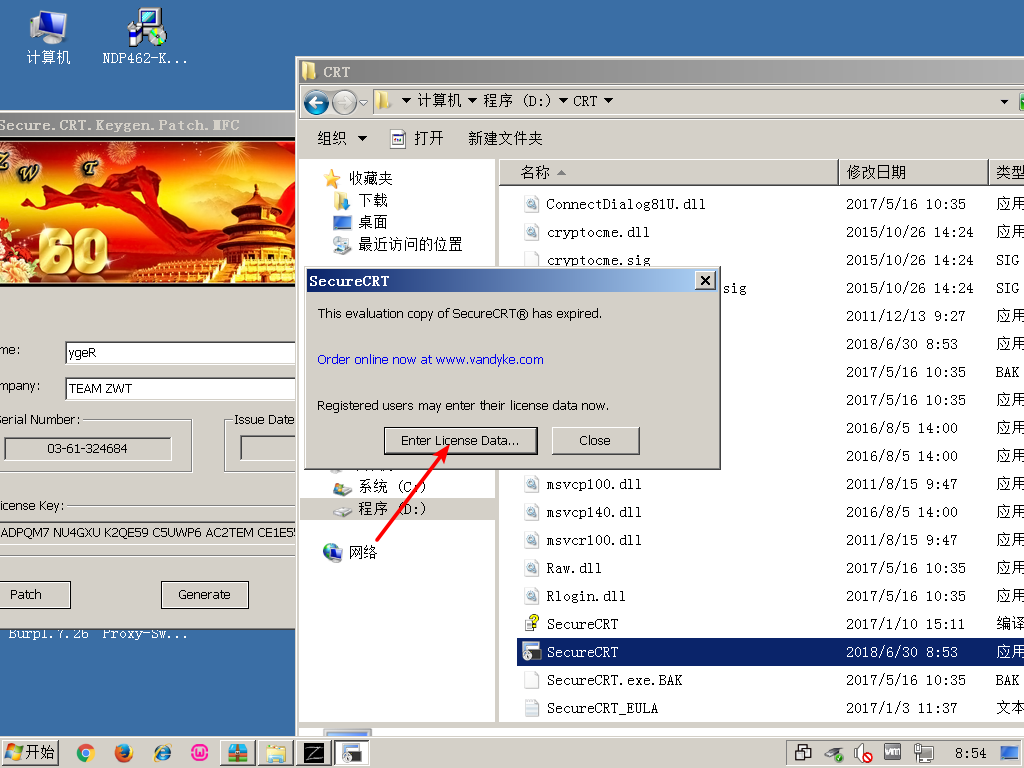 计算机
NDP462-K...
CRT
计算机 程序 (D:) CRT
组织 打开 新建文件夹
Secure.CRT.Keygen.Patch.MFC
Z W T
60
收藏夹
下载
桌面
最近访问的位置
系统 (C:)
程序 (D:)
网络
名称 修改日期 类型
ConnectDialog81U.dll 2017/5/16 10:35 应用
cryptocme.dll 2015/10/26 14:24 应用
cryptocme.sig 2015/10/26 14:24 SIG
sig 2015/10/26 14:24 SIG
2011/12/13 9:27 应用
2018/6/30 8:53 应用
2017/5/16 10:35 BAK
2017/5/16 10:35 应用
2016/8/5 14:00 应用
2016/8/5 14:00 应用
msvcp100.dll 2011/8/15 9:47 应用
msvcp140.dll 2016/8/5 14:00 应用
msvcr100.dll 2011/8/15 9:47 应用
Raw.dll 2017/5/16 10:35 应用
Rlogin.dll 2017/5/16 10:35 应用
SecureCRT 2017/1/10 15:11 编译
SecureCRT 2018/6/30 8:53 应用
SecureCRT.exe.BAK 2017/5/16 10:35 BAK
SecureCRT_EULA 2017/1/3 11:37 文本
SecureCRT
This evaluation copy of SecureCRT® has expired.
Order online now at www.vandyke.com
Registered users may enter their license data now.
Enter License Data...
Close
me: ygeR
mpany: TEAM ZWT
Serial Number: Issue Date
03-61-324684
icense Key:
ADPQM7 NU4GXU K2QE59 C5UWP6 AC2TEM CE1E5
Patch Generate
Burp1.7.26 Proxy-Sw...
开始
8:54